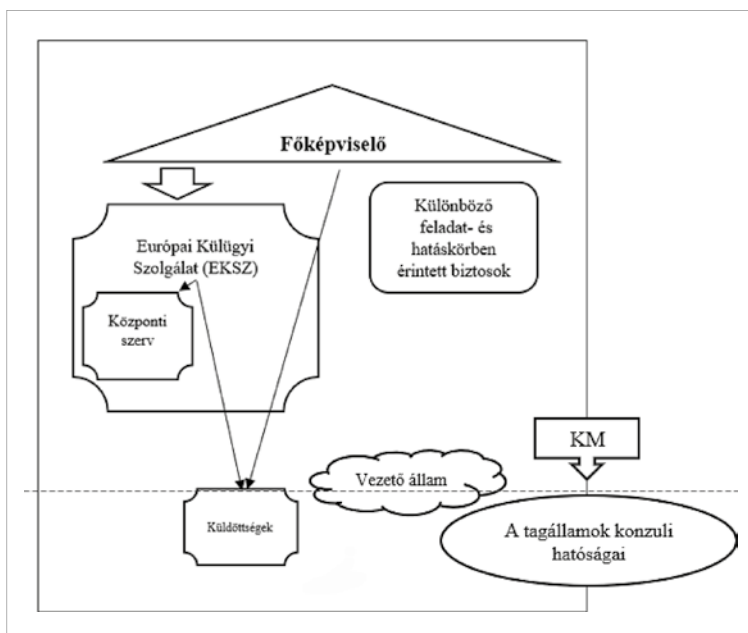 Főképviselő
Különböző
feladat- és
hatáskörben
érintett biztosok
Európai Külügyi
Szolgálat (EKSZ)
Központi
szerv
KM
Vezető állam
Küldöttségek
A tagállamok konzuli
hatóságai